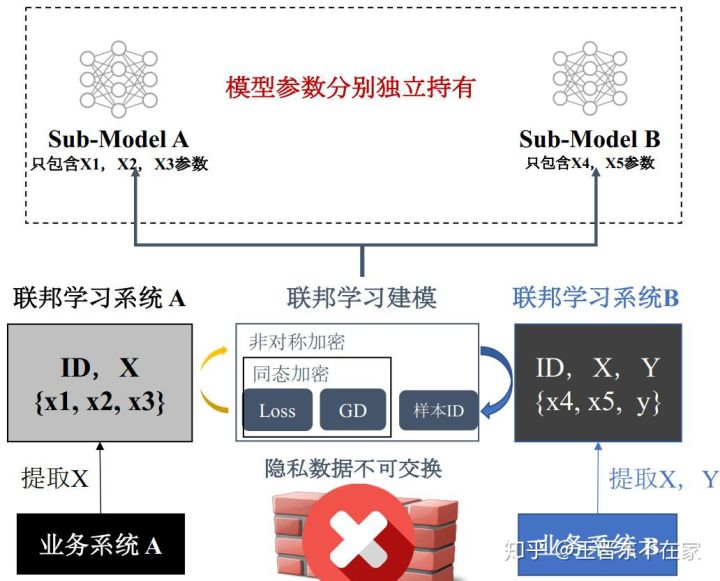 模型参数分别独立持有
Sub-Model A
只包含X1，X2，X3参数
Sub-Model B
只包含X4，X5参数
联邦学习系统 A
联邦学习建模
联邦学习系统B
ID， X
{x1, x2, x3}
非对称加密
同态加密
Loss
GD
样本ID
ID， X， Y
{x4, x5, y}
提取X
隐私数据不可交换
提取X， Y
业务系统 A
业务系统 B
知乎 @王晋东不在家